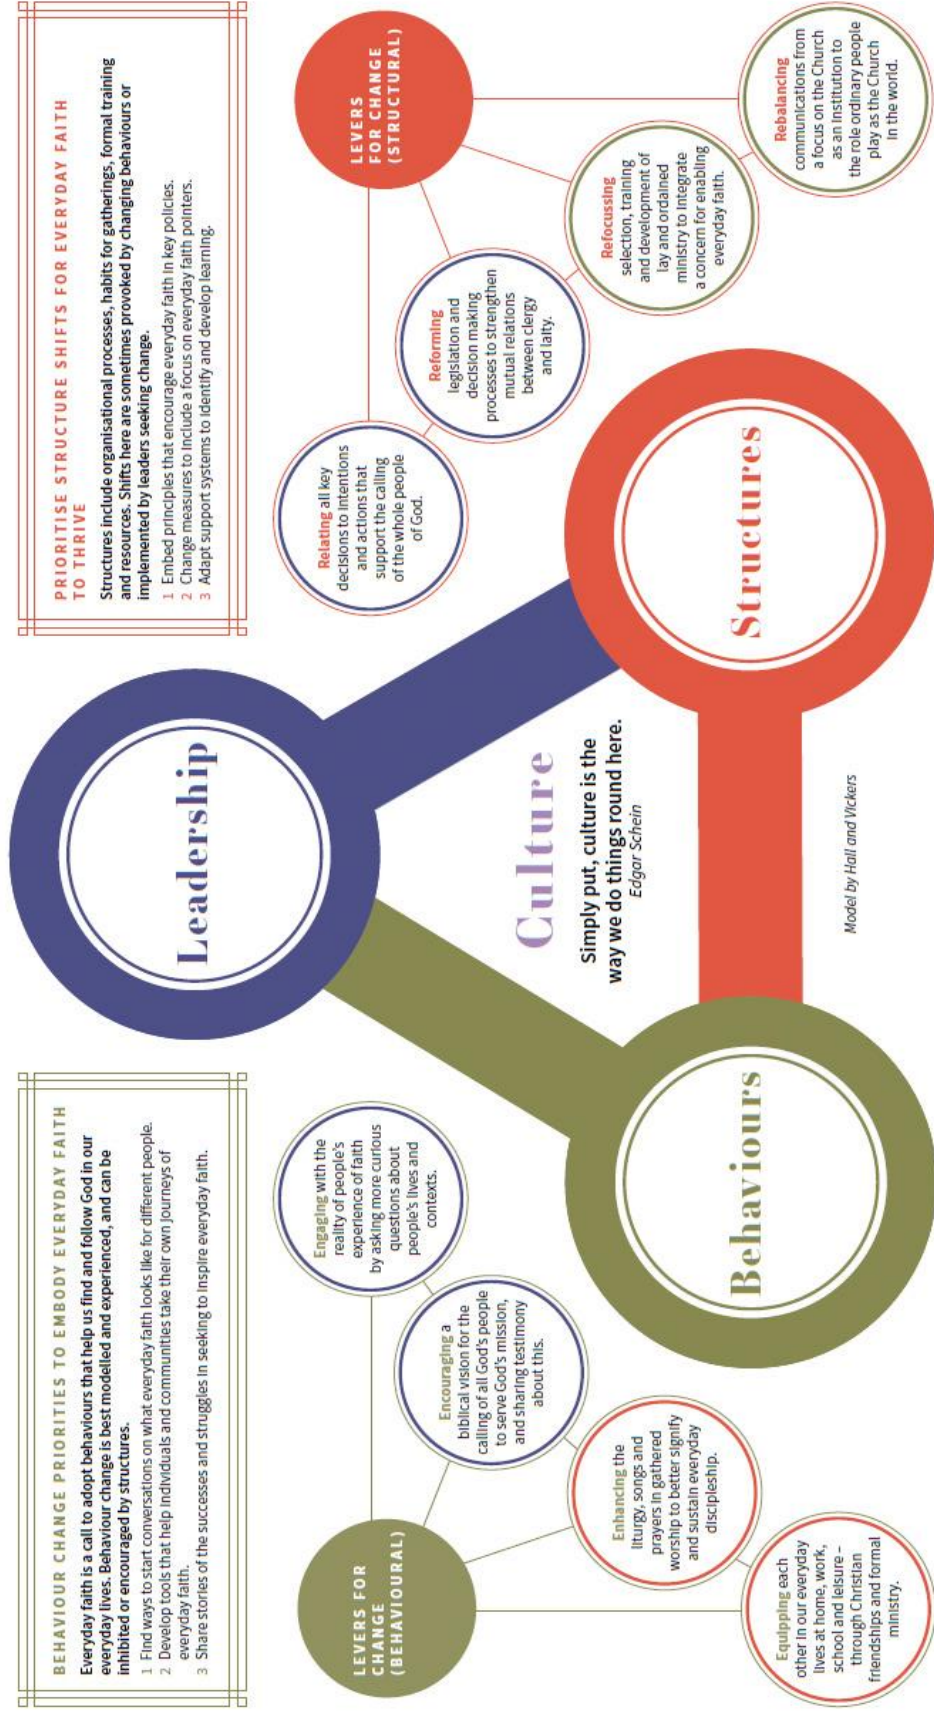 BEHAVIOUR CHANGE PRIORITIES TO EMBODY EVERYDAY FAITH
Everyday faith is a call to adopt behaviours that help us find and follow God in our
everyday lives. Behaviour change is best modelled and experienced, and can be
inhibited or encouraged by structures.
1 Find ways to start conversations on what everyday faith looks like for different people.
2 Develop tools that help individuals and communities take their own journeys of
everyday faith.
3 Share stories of the successes and struggles in seeking to inspire everyday faith.
LEVERS FOR
CHANGE
(BEHAVIOURAL)
Engaging with the
reality of people's
experience of faith
by asking more curious
questions about
people's lives and
contexts.
Encouraging a
biblical vision for the
calling of all God's people
to serve God's mission,
and sharing testimony
about this.
Enhancing the
liturgy, songs and
prayers in gathered
worship to better signify
and sustain everyday
discipleship.
Equipping each
other in our everyday
lives at home, work,
school and leisure –
through Christian
friendships and formal
ministry.
Leadership
Culture
Simply put, culture is the
way we do things round here.
Edgar Schein
Behaviours
Structures
Model by Hall and Vickers
PRIORITISE STRUCTURE SHIFTS FOR EVERYDAY FAITH
TO THRIVE
Structures include organisational processes, habits for gatherings, formal training
and resources. Shifts here are sometimes provoked by changing behaviours or
implemented by leaders seeking change.
1 Embed principles that encourage everyday faith in key policies.
2 Change measures to include a focus on everyday faith pointers.
3 Adapt support systems to identify and develop learning.
LEVERS
FOR CHANGE
(STRUCTURAL)
Relating all key
decisions to intentions
and actions that
support the calling
of the whole people
of God.
Reforming
legislation and
decision making
processes to strengthen
mutual relations
between clergy
and laity.
Refocussing
selection, training
and development of
lay and ordained
ministry to integrate
a concern for enabling
everyday faith.
Rebalancing
communications from
a focus on the Church
as an institution to
the role ordinary people
play as the Church
in the world.